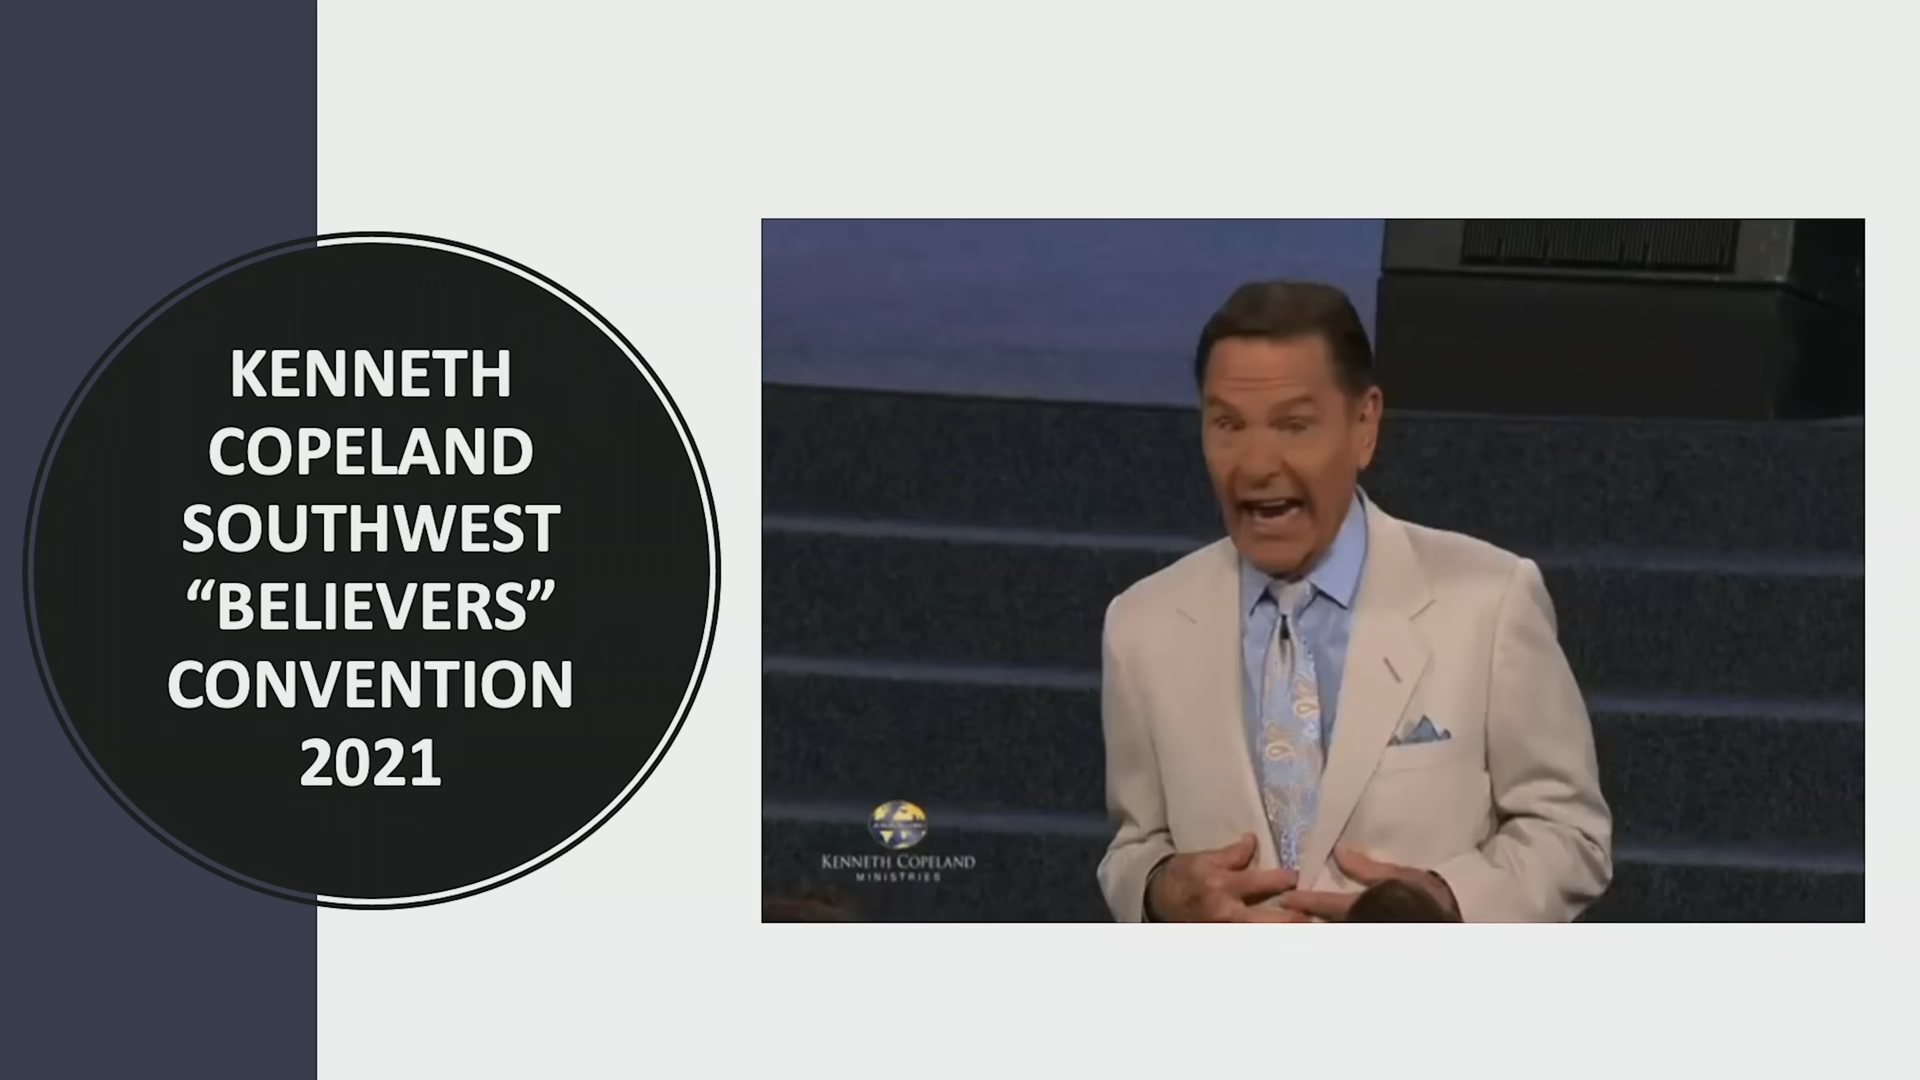 KENNETH
COPELAND
SOUTHWEST
“BELIEVERS”
CONVENTION
2021
KENNETH COPELAND
MINISTRIES